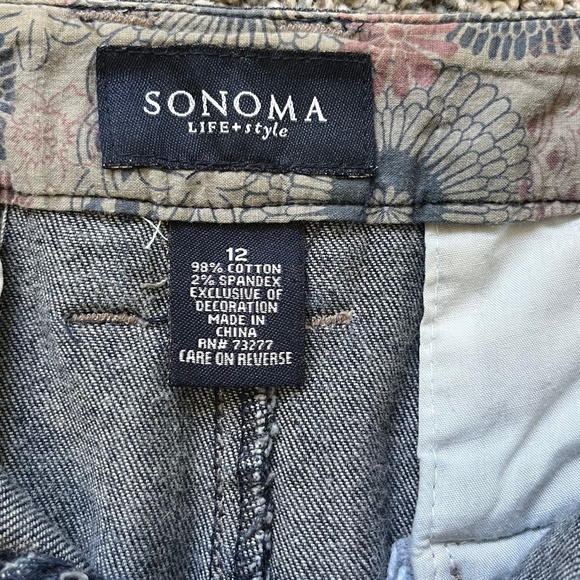 SONOMA
LIFE+style
12
98% COTTON
2% SPANDEX
EXCLUSIVE OF
DECORATION
MADE IN
CHINA
RN# 73277
CARE ON REVERSE